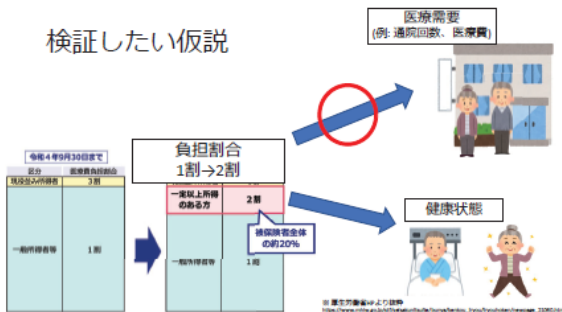 検証したい仮説
医療需要
(例: 通院回数、医療費)
令和4年9月30日まで
区分 医療費負担割合
現役並み所得者 3割
一般所得者等 1割
負担割合
1割→2割
一定以上所得
のある方 2割
被保険者全体
の約20%
一般所得者等 1割
健康状態
※ 厚生労働省HPより抜粋